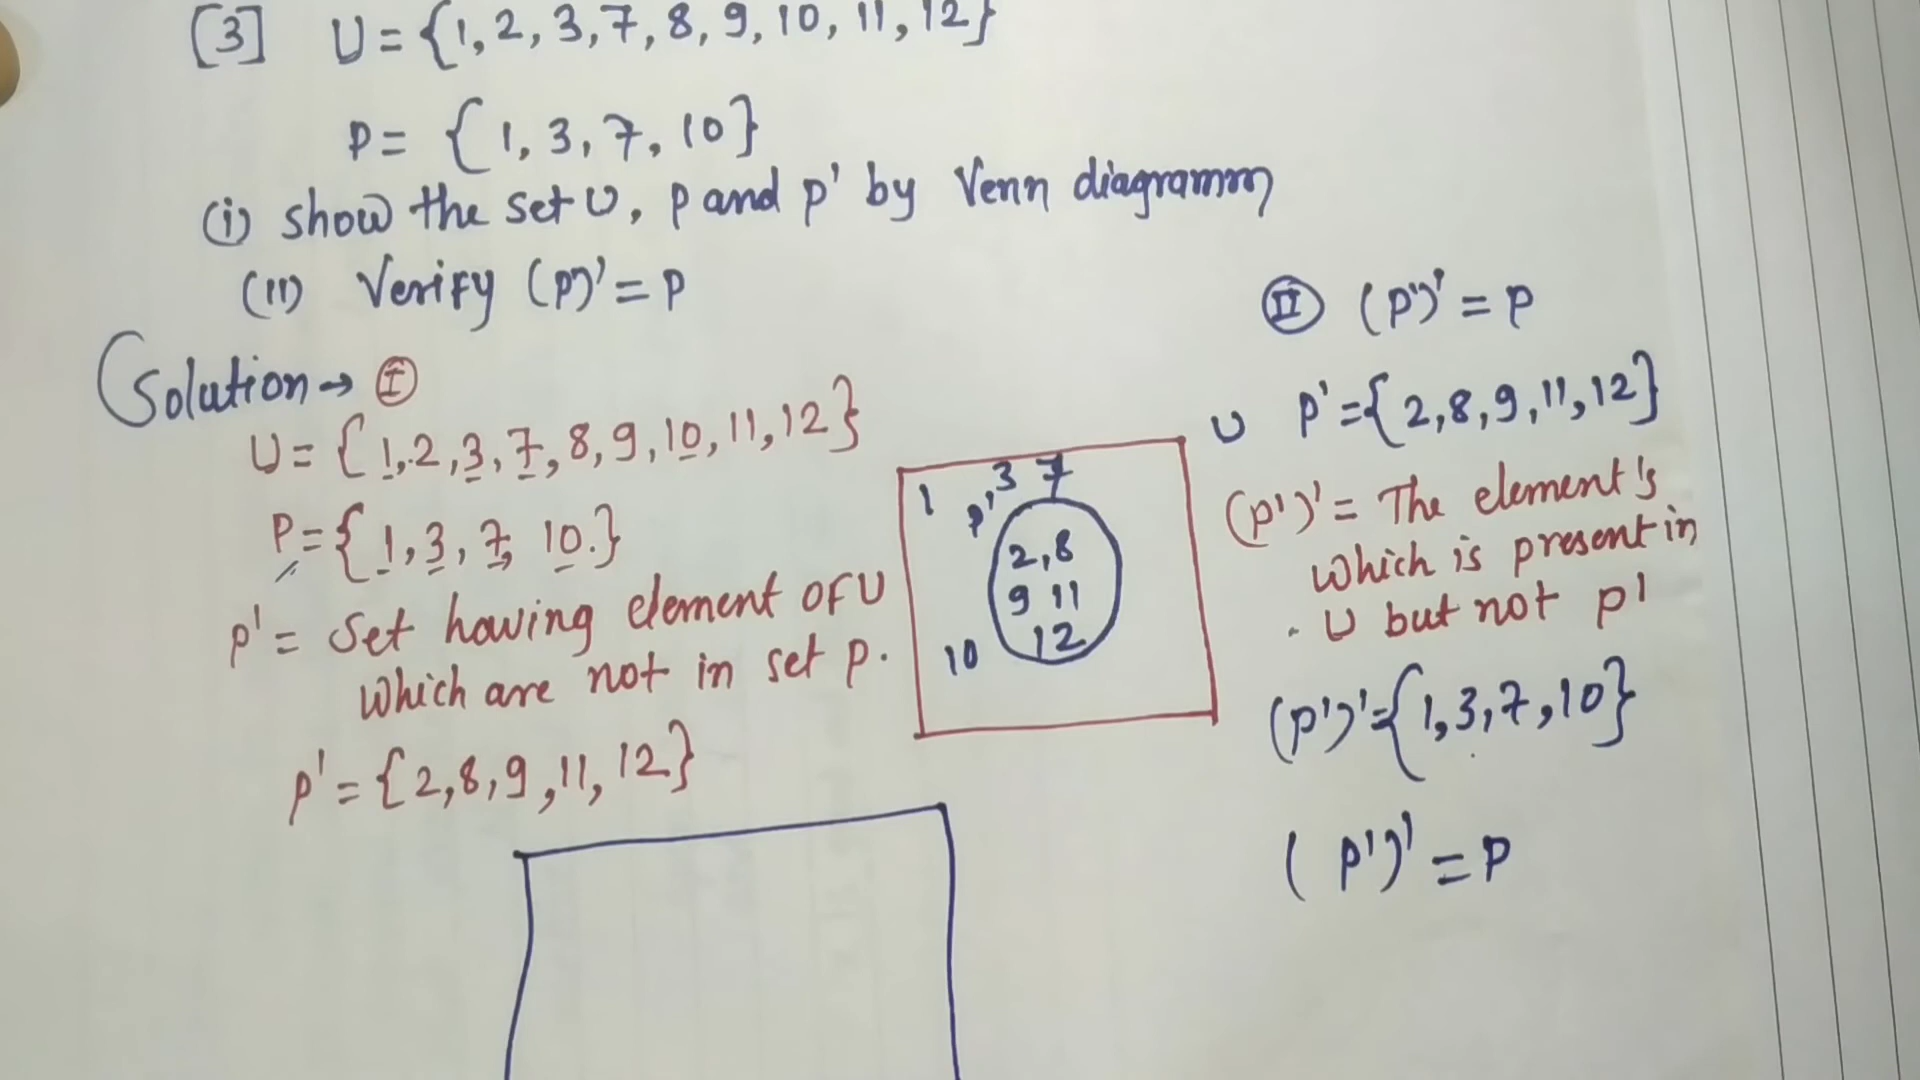 [3] U = {1, 2, 3, 7, 8, 9, 10, 11, 12}
P = {1, 3, 7, 10}
(i) show the set U, P and P' by Venn diagramm
(II) Verify (P')' = P
Solution → I
U = {1, 2, 3, 7, 8, 9, 10, 11, 12}
P = {1, 3, 7, 10.}
P' = Set having element OF U
which are not in set P.
P' = {2, 8, 9, 11, 12}
U
1 3 7
P'
2, 8
9 11
12
10
II (P')' = P
P' = {2, 8, 9, 11, 12}
(P')' = The element's
which is present in
U but not P'
(P')' = {1, 3, 7, 10}
(P')' = P